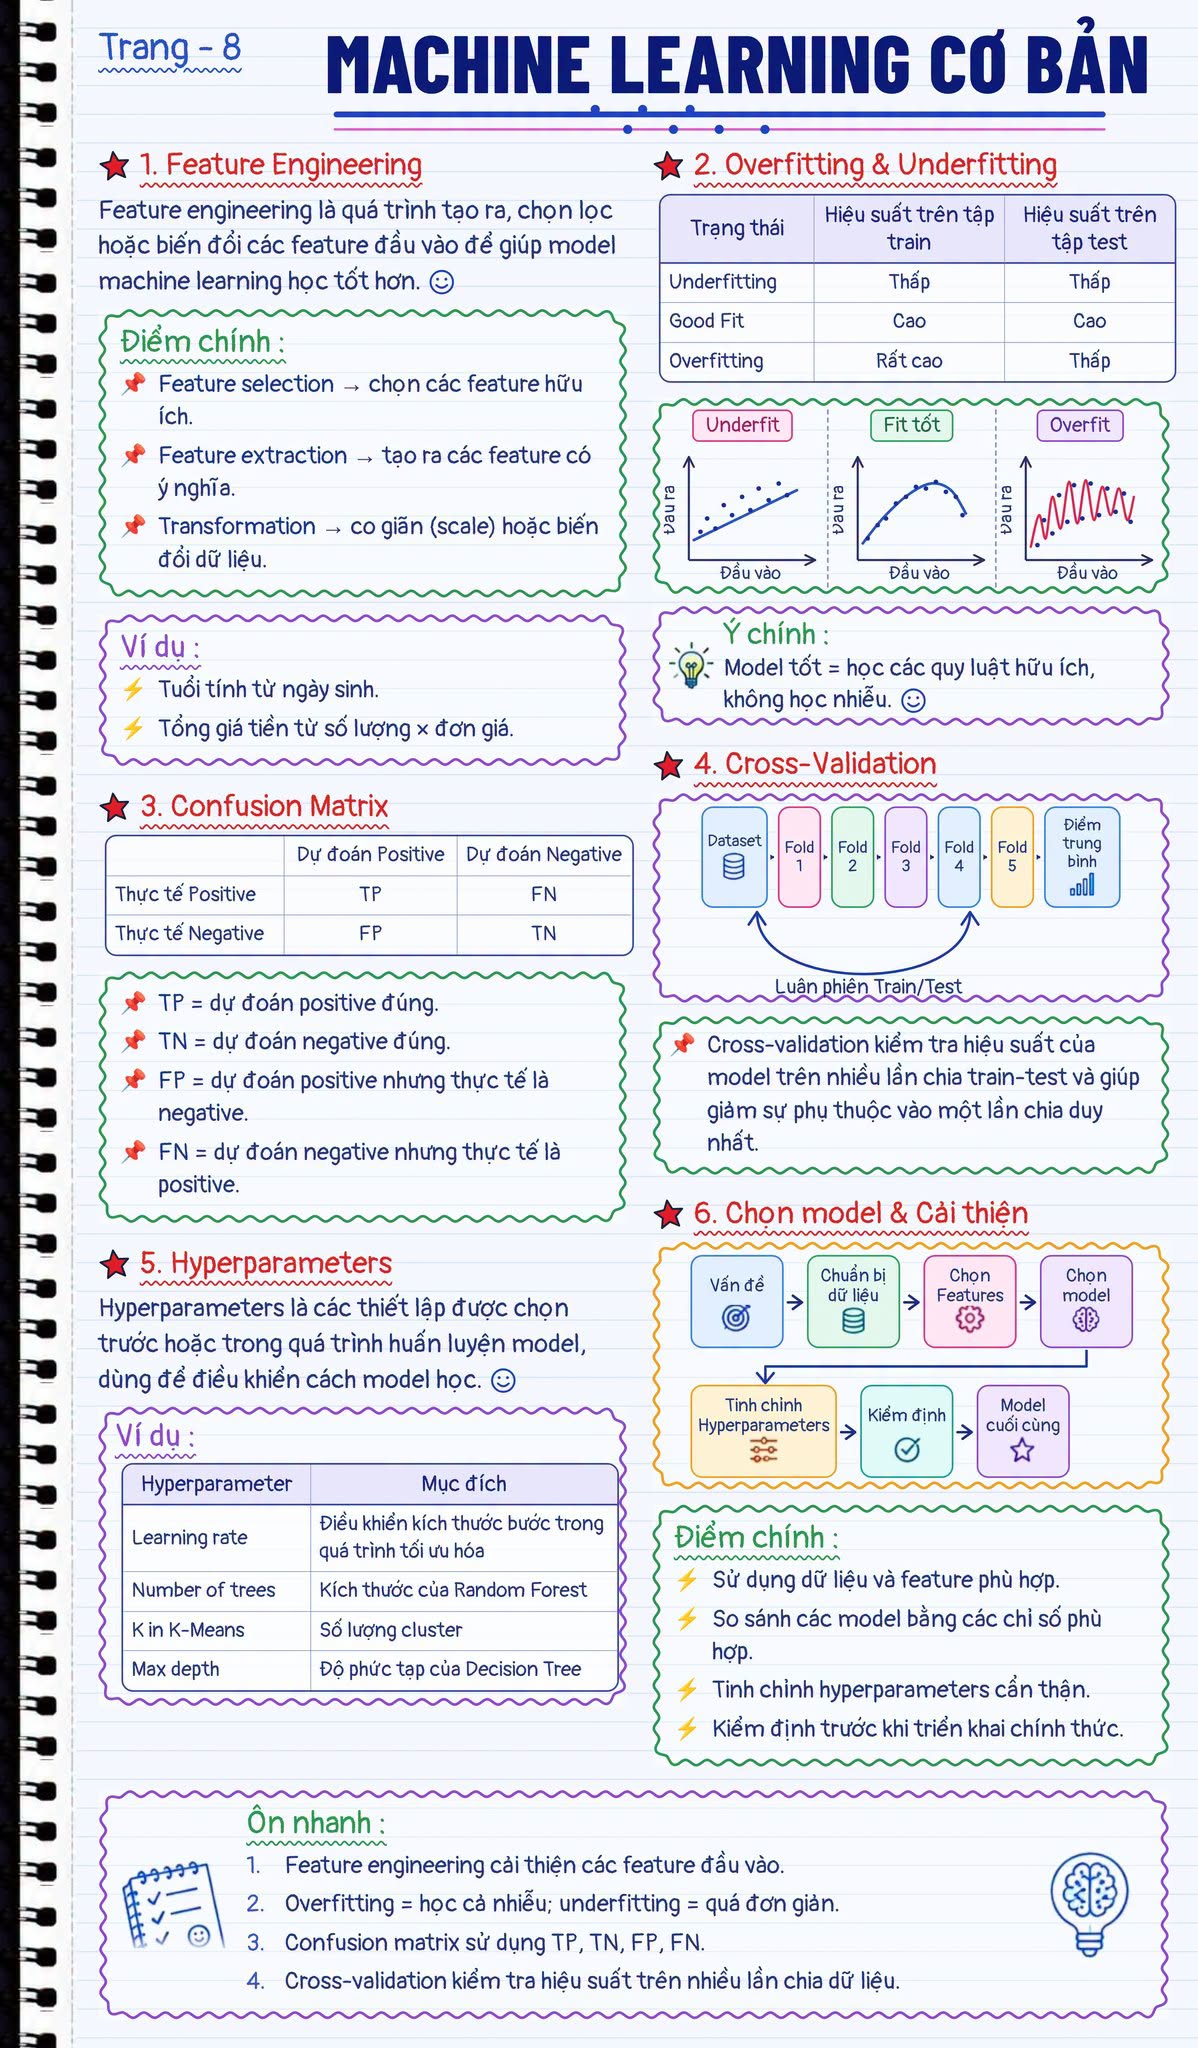 Trang - 8
MACHINE LEARNING CƠ BẢN
1. Feature Engineering
Feature engineering là quá trình tạo ra, chọn lọc
hoặc biến đổi các feature đầu vào để giúp model
machine learning học tốt hơn. ☺
Điểm chính :
Feature selection → chọn các feature hữu
ích.
Feature extraction → tạo ra các feature có
ý nghĩa.
Transformation → co giãn (scale) hoặc biến
đổi dữ liệu.
Ví dụ :
Tuổi tính từ ngày sinh.
Tổng giá tiền từ số lượng × đơn giá.
2. Overfitting & Underfitting
Trạng thái
Hiệu suất trên tập
train
Hiệu suất trên
tập test
Underfitting Thấp Thấp
Good Fit Cao Cao
Overfitting Rất cao Thấp
Underfit
Đầu ra
Đầu vào
Fit tốt
Đầu ra
Đầu vào
Overfit
Đầu ra
Đầu vào
Ý chính :
Model tốt = học các quy luật hữu ích,
không học nhiễu. ☺
3. Confusion Matrix
Dự đoán Positive Dự đoán Negative
Thực tế Positive TP FN
Thực tế Negative FP TN
TP = dự đoán positive đúng.
TN = dự đoán negative đúng.
FP = dự đoán positive nhưng thực tế là
negative.
FN = dự đoán negative nhưng thực tế là
positive.
4. Cross-Validation
Dataset
Fold
1
Fold
2
Fold
3
Fold
4
Fold
5
Điểm
trung
bình
Luân phiên Train/Test
Cross-validation kiểm tra hiệu suất của
model trên nhiều lần chia train-test và giúp
giảm sự phụ thuộc vào một lần chia duy
nhất.
5. Hyperparameters
Hyperparameters là các thiết lập được chọn
trước hoặc trong quá trình huấn luyện model,
dùng để điều khiển cách model học. ☺
Ví dụ :
Hyperparameter Mục đích
Learning rate
Điều khiển kích thước bước trong
quá trình tối ưu hóa
Number of trees Kích thước của Random Forest
K in K-Means Số lượng cluster
Max depth Độ phức tạp của Decision Tree
6. Chọn model & Cải thiện
Vấn đề
Chuẩn bị
dữ liệu
Chọn
Features
Chọn
model
Tinh chỉnh
Hyperparameters
Kiểm định
Model
cuối cùng
Điểm chính :
Sử dụng dữ liệu và feature phù hợp.
So sánh các model bằng các chỉ số phù
hợp.
Tinh chỉnh hyperparameters cẩn thận.
Kiểm định trước khi triển khai chính thức.
Ôn nhanh :
1. Feature engineering cải thiện các feature đầu vào.
2. Overfitting = học cả nhiễu; underfitting = quá đơn giản.
3. Confusion matrix sử dụng TP, TN, FP, FN.
4. Cross-validation kiểm tra hiệu suất trên nhiều lần chia dữ liệu.